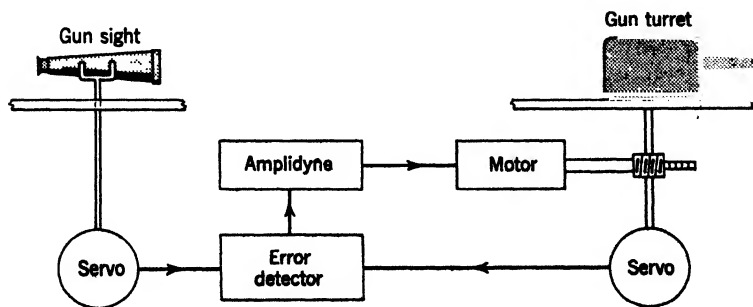 Gun sight
Gun turret
Amplidyne
Motor
Servo
Error
detector
Servo